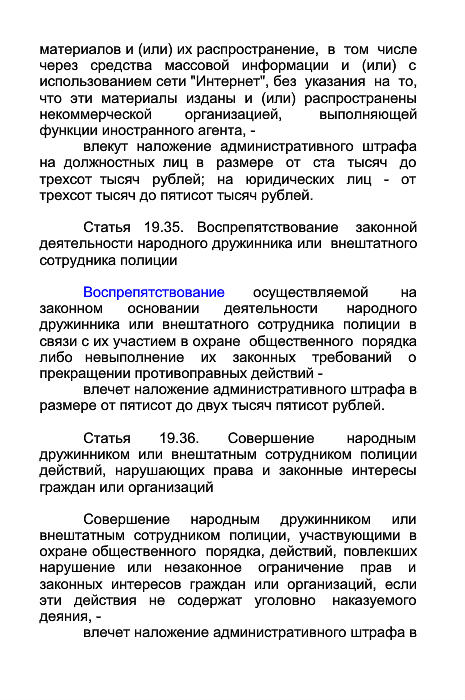 материалов и (или) их распространение, в том числе
через средства массовой информации и (или) с
использованием сети "Интернет", без указания на то,
что эти материалы изданы и (или) распространены
некоммерческой организацией, выполняющей
функции иностранного агента, -
влекут наложение административного штрафа
на должностных лиц в размере от ста тысяч до
трехсот тысяч рублей; на юридических лиц - от
трехсот тысяч до пятисот тысяч рублей.
Статья 19.35. Воспрепятствование законной
деятельности народного дружинника или внештатного
сотрудника полиции
Воспрепятствование осуществляемой на
законном основании деятельности народного
дружинника или внештатного сотрудника полиции в
связи с их участием в охране общественного порядка
либо невыполнение их законных требований о
прекращении противоправных действий -
влечет наложение административного штрафа в
размере от пятисот до двух тысяч пятисот рублей.
Статья 19.36. Совершение народным
дружинником или внештатным сотрудником полиции
действий, нарушающих права и законные интересы
граждан или организаций
Совершение народным дружинником или
внештатным сотрудником полиции, участвующими в
охране общественного порядка, действий, повлекших
нарушение или незаконное ограничение прав и
законных интересов граждан или организаций, если
эти действия не содержат уголовно наказуемого
деяния, -
влечет наложение административного штрафа в